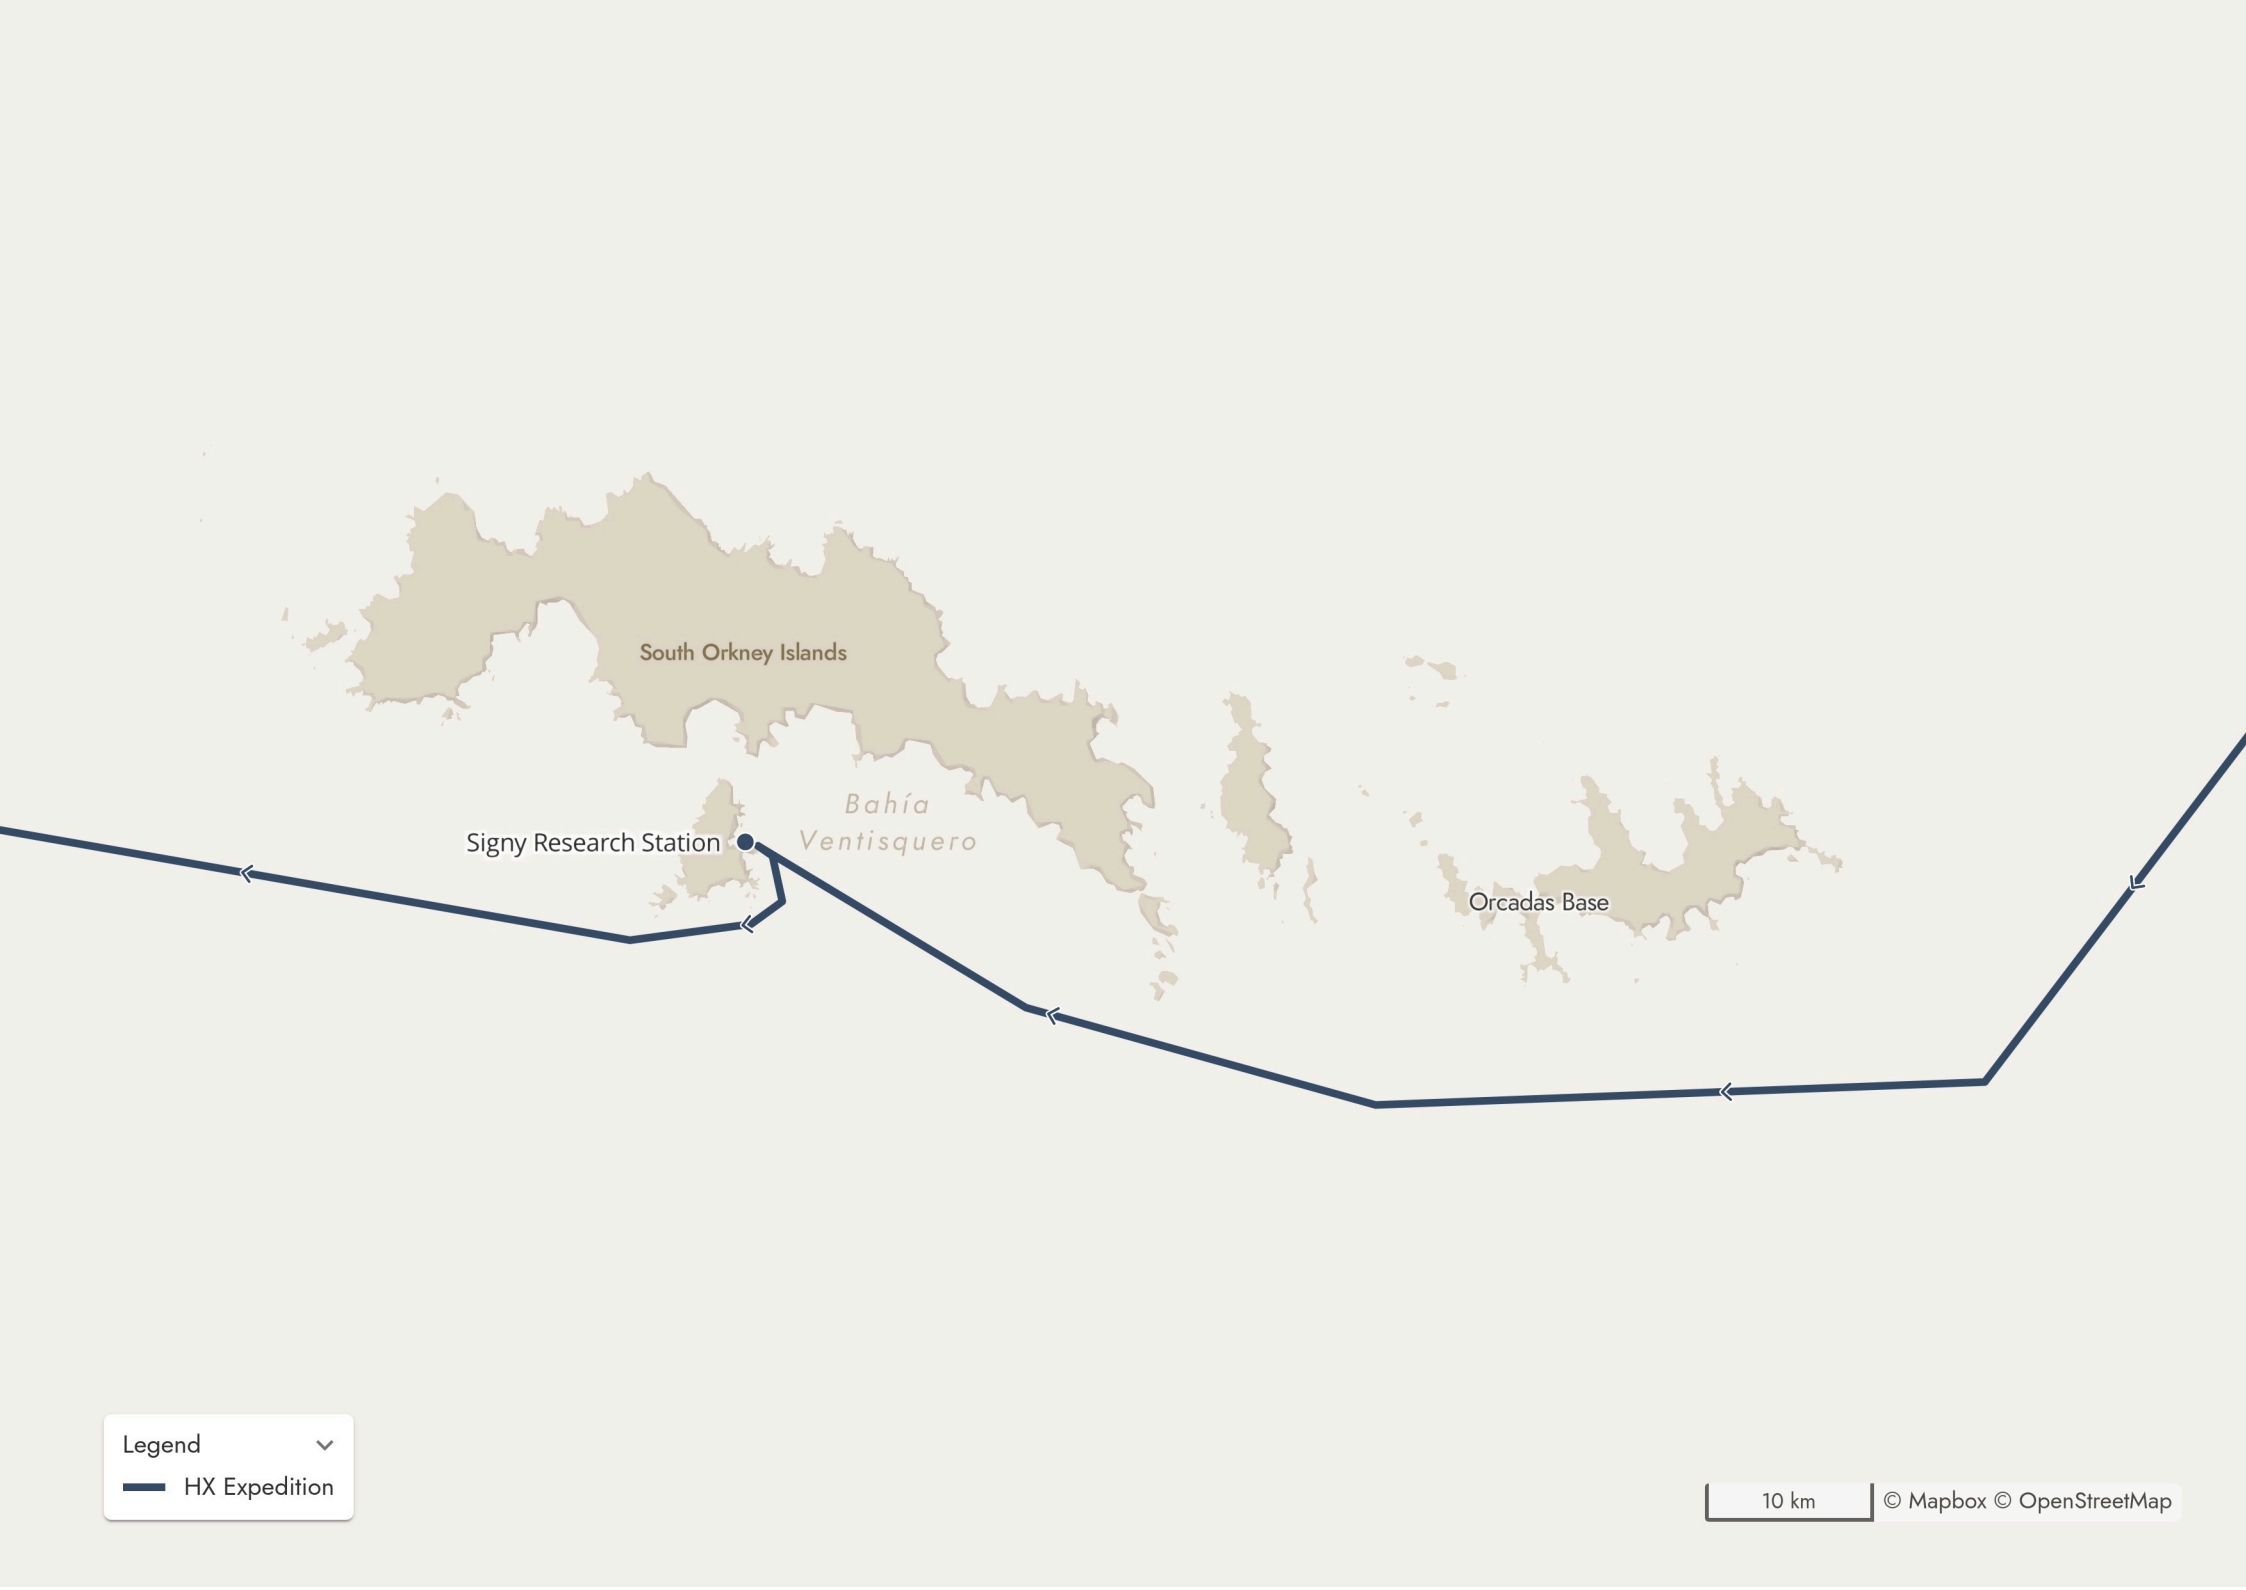 South Orkney Islands
Bahía
Ventisquero
Signy Research Station
Orcadas Base
Legend
HX Expedition
10 km
© Mapbox © OpenStreetMap